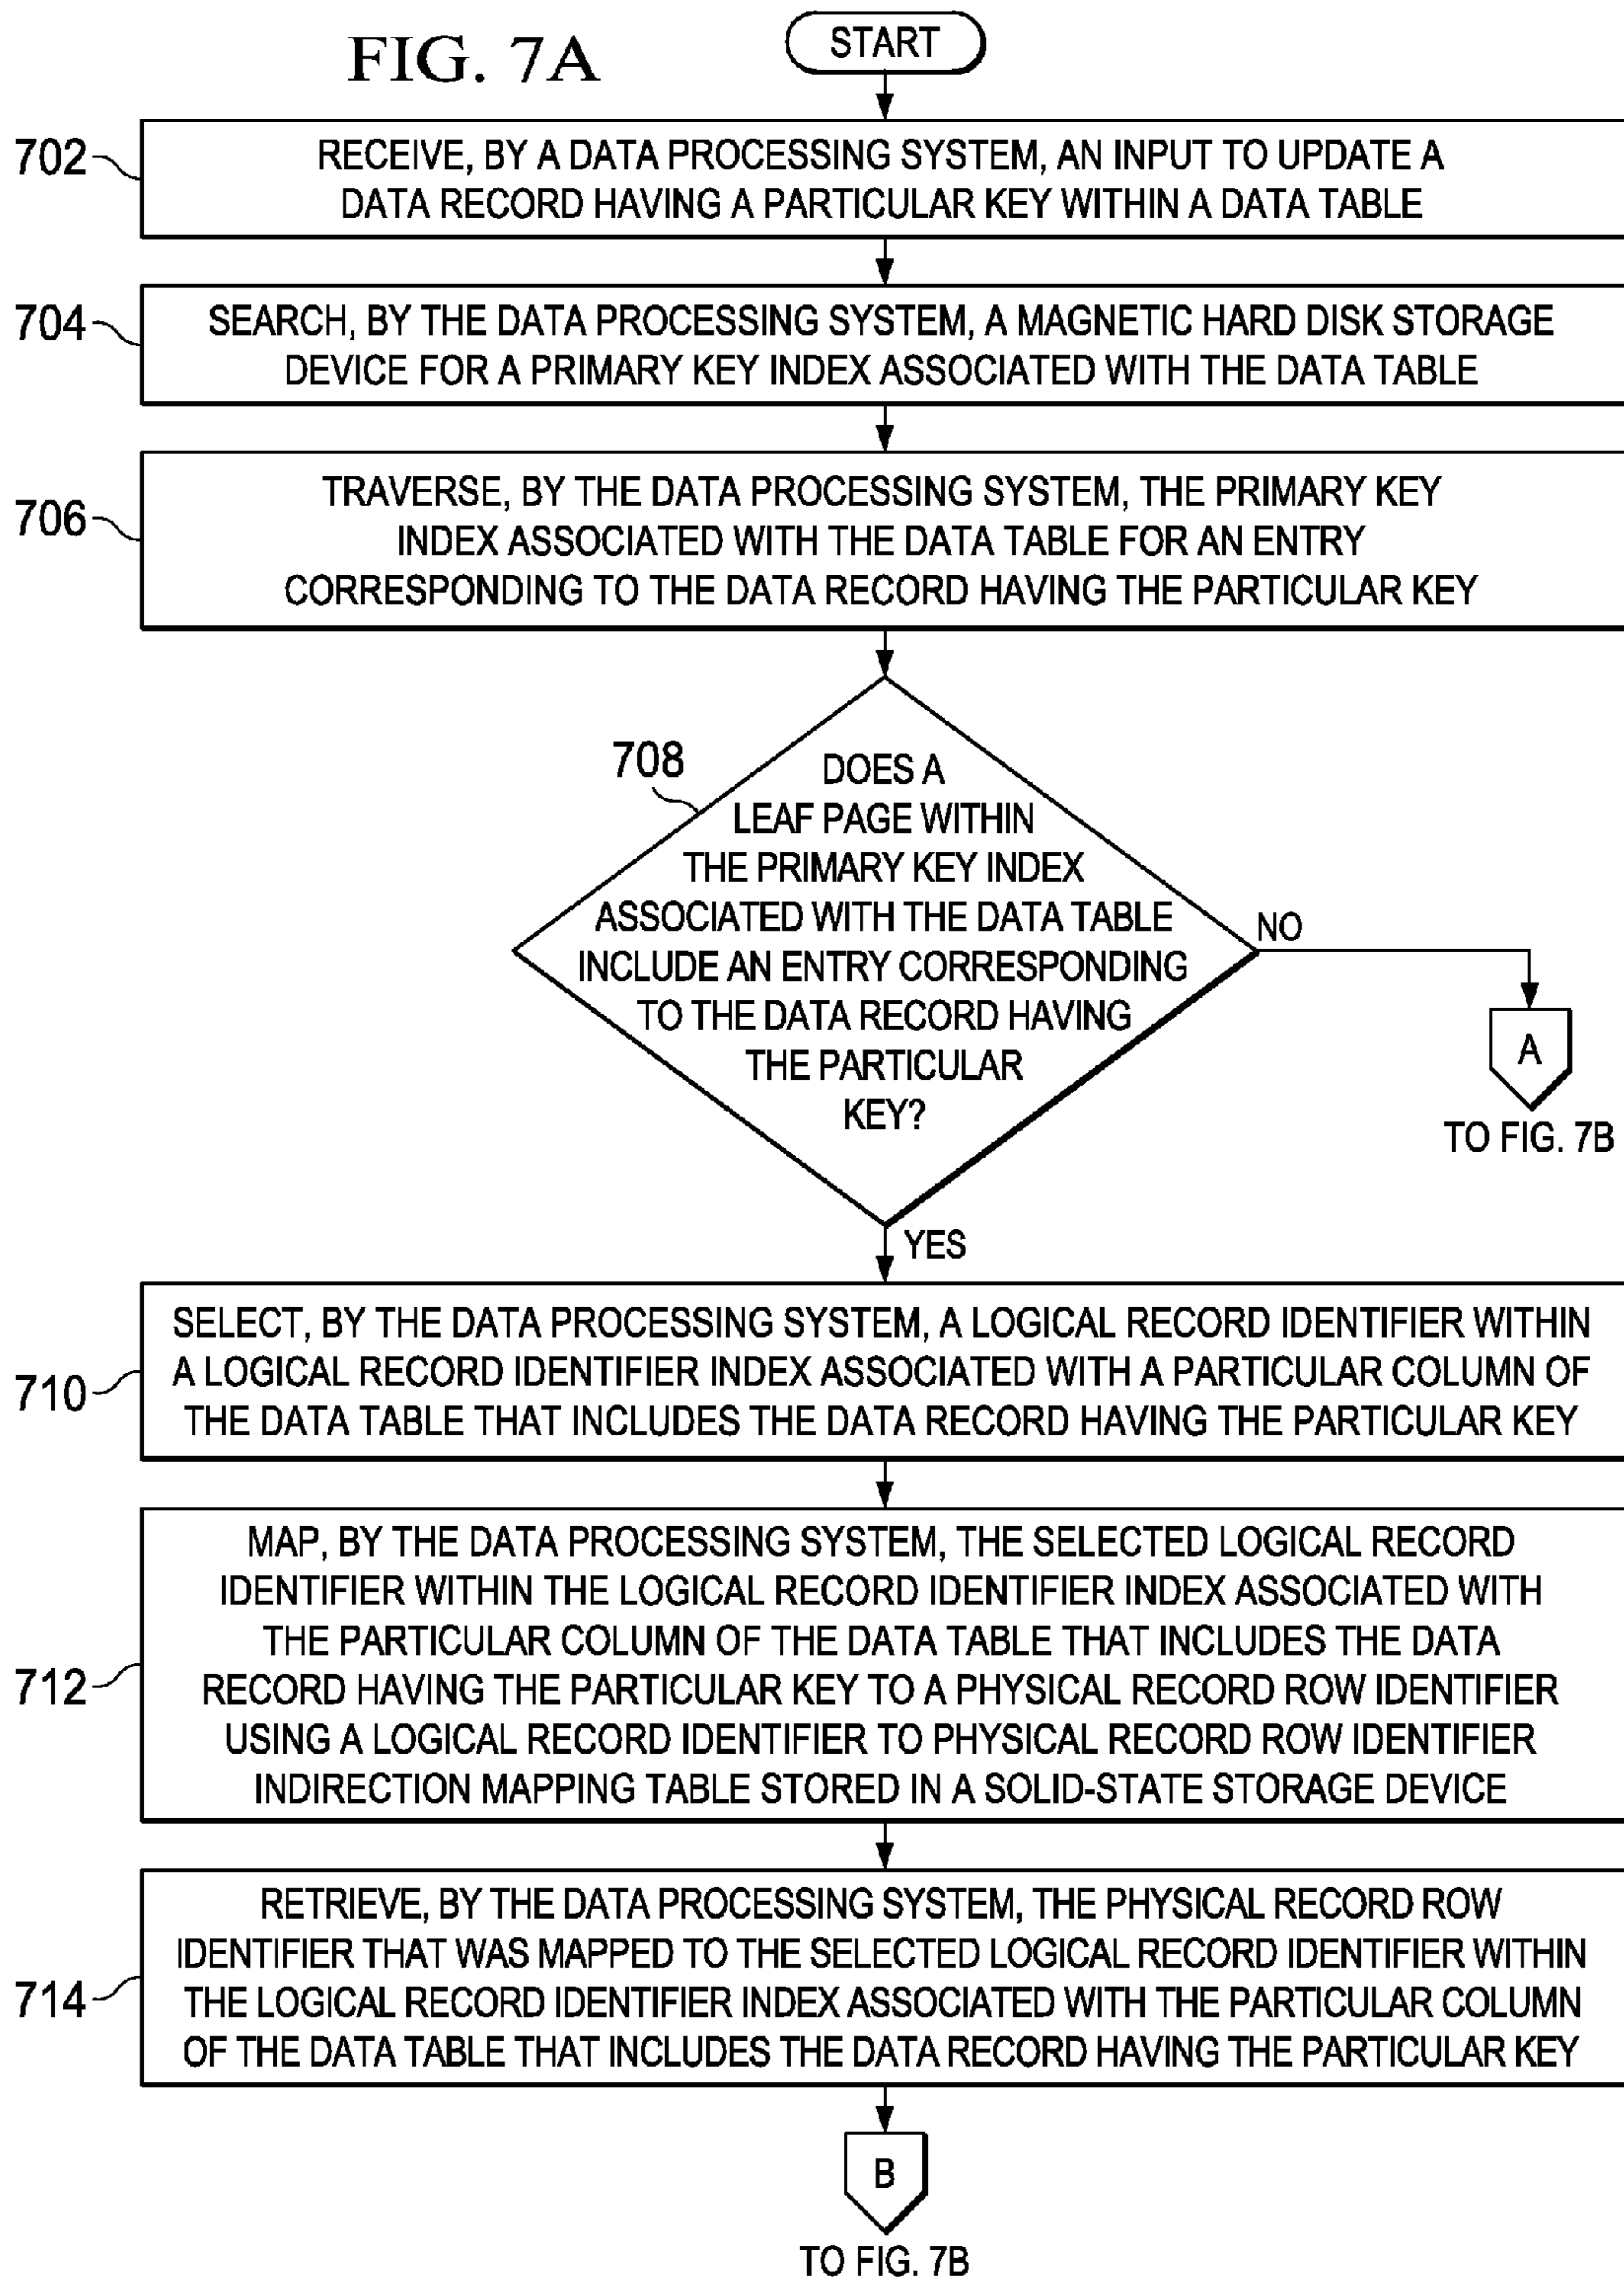 FIG. 7A
START
702
RECEIVE, BY A DATA PROCESSING SYSTEM, AN INPUT TO UPDATE A
DATA RECORD HAVING A PARTICULAR KEY WITHIN A DATA TABLE
704
SEARCH, BY THE DATA PROCESSING SYSTEM, A MAGNETIC HARD DISK STORAGE
DEVICE FOR A PRIMARY KEY INDEX ASSOCIATED WITH THE DATA TABLE
706
TRAVERSE, BY THE DATA PROCESSING SYSTEM, THE PRIMARY KEY
INDEX ASSOCIATED WITH THE DATA TABLE FOR AN ENTRY
CORRESPONDING TO THE DATA RECORD HAVING THE PARTICULAR KEY
708
DOES A
LEAF PAGE WITHIN
THE PRIMARY KEY INDEX
ASSOCIATED WITH THE DATA TABLE
INCLUDE AN ENTRY CORRESPONDING
TO THE DATA RECORD HAVING
THE PARTICULAR
KEY?
NO
A
TO FIG. 7B
YES
710
SELECT, BY THE DATA PROCESSING SYSTEM, A LOGICAL RECORD IDENTIFIER WITHIN
A LOGICAL RECORD IDENTIFIER INDEX ASSOCIATED WITH A PARTICULAR COLUMN OF
THE DATA TABLE THAT INCLUDES THE DATA RECORD HAVING THE PARTICULAR KEY
712
MAP, BY THE DATA PROCESSING SYSTEM, THE SELECTED LOGICAL RECORD
IDENTIFIER WITHIN THE LOGICAL RECORD IDENTIFIER INDEX ASSOCIATED WITH
THE PARTICULAR COLUMN OF THE DATA TABLE THAT INCLUDES THE DATA
RECORD HAVING THE PARTICULAR KEY TO A PHYSICAL RECORD ROW IDENTIFIER
USING A LOGICAL RECORD IDENTIFIER TO PHYSICAL RECORD ROW IDENTIFIER
INDIRECTION MAPPING TABLE STORED IN A SOLID-STATE STORAGE DEVICE
714
RETRIEVE, BY THE DATA PROCESSING SYSTEM, THE PHYSICAL RECORD ROW
IDENTIFIER THAT WAS MAPPED TO THE SELECTED LOGICAL RECORD IDENTIFIER WITHIN
THE LOGICAL RECORD IDENTIFIER INDEX ASSOCIATED WITH THE PARTICULAR COLUMN
OF THE DATA TABLE THAT INCLUDES THE DATA RECORD HAVING THE PARTICULAR KEY
B
TO FIG. 7B